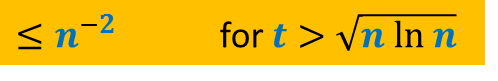 ≤ n⁻² for t > √(n ln n)